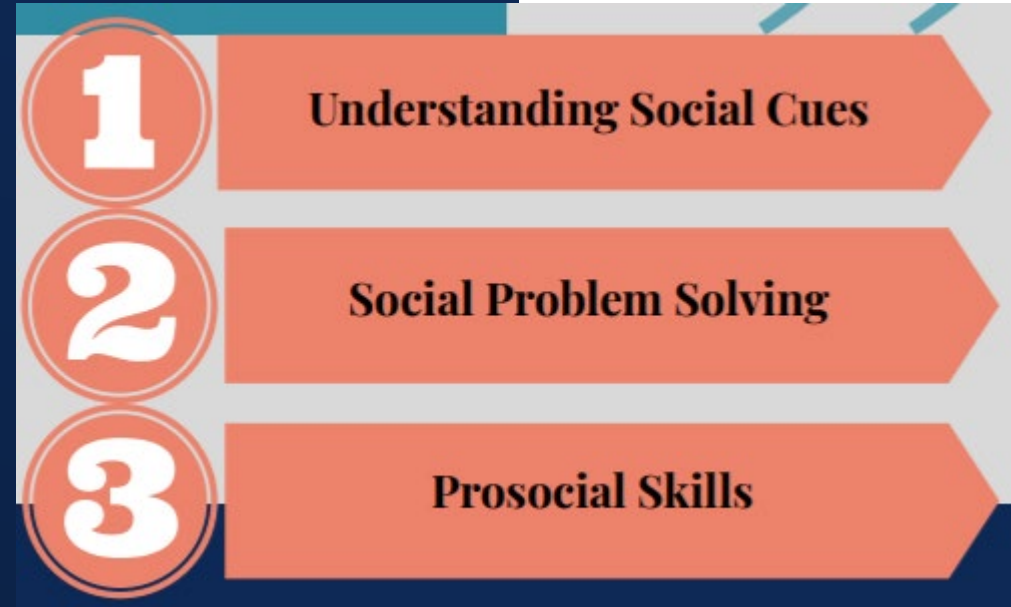 1
Understanding Social Cues
2
Social Problem Solving
3
Prosocial Skills